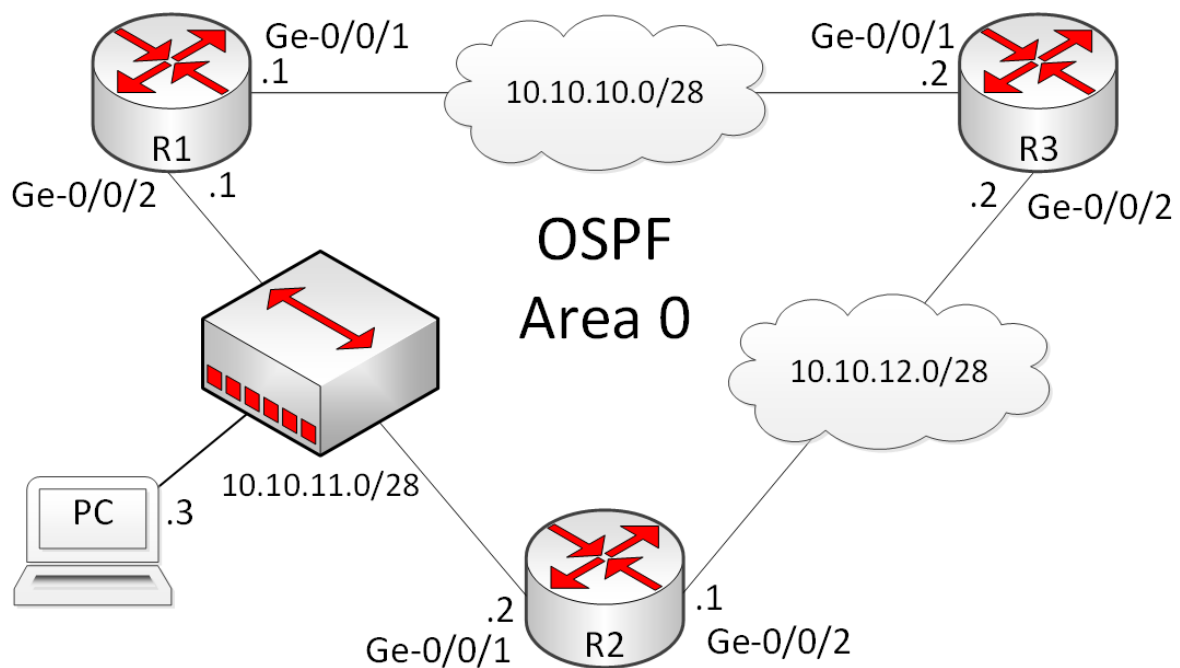 Ge-0/0/1
.1
10.10.10.0/28
Ge-0/0/1
.2
R1
R3
Ge-0/0/2
.1
.2
Ge-0/0/2
OSPF
Area 0
10.10.12.0/28
10.10.11.0/28
PC
.3
.2
Ge-0/0/1
R2
.1
Ge-0/0/2